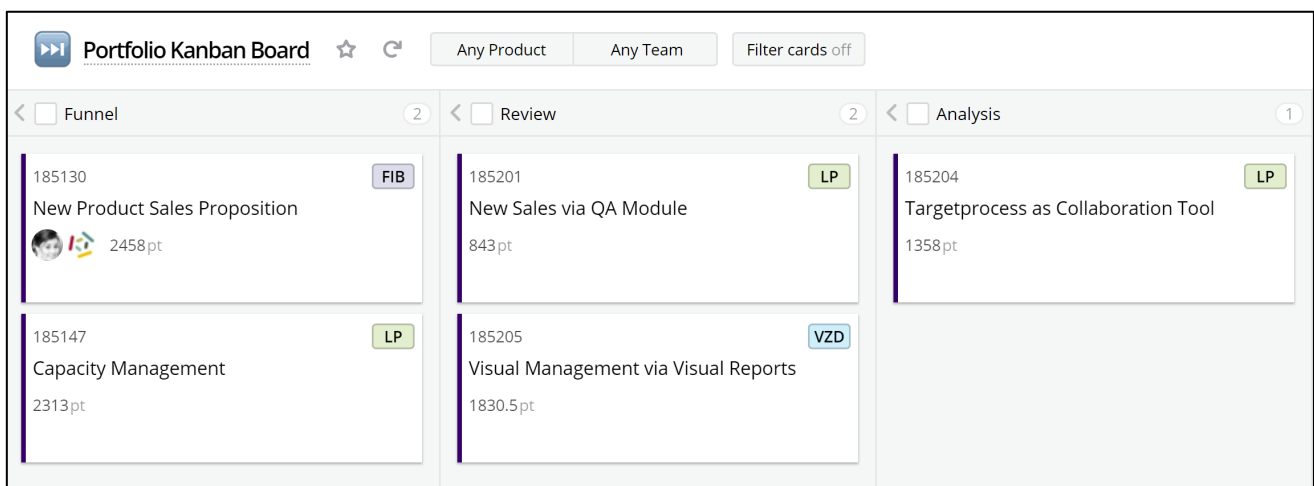 Portfolio Kanban Board Any Product Any Team Filter cards off
Funnel 2
185130 FIB
New Product Sales Proposition
2458pt
185147 LP
Capacity Management
2313pt
Review 2
185201 LP
New Sales via QA Module
843pt
185205 VZD
Visual Management via Visual Reports
1830.5pt
Analysis 1
185204 LP
Targetprocess as Collaboration Tool
1358pt